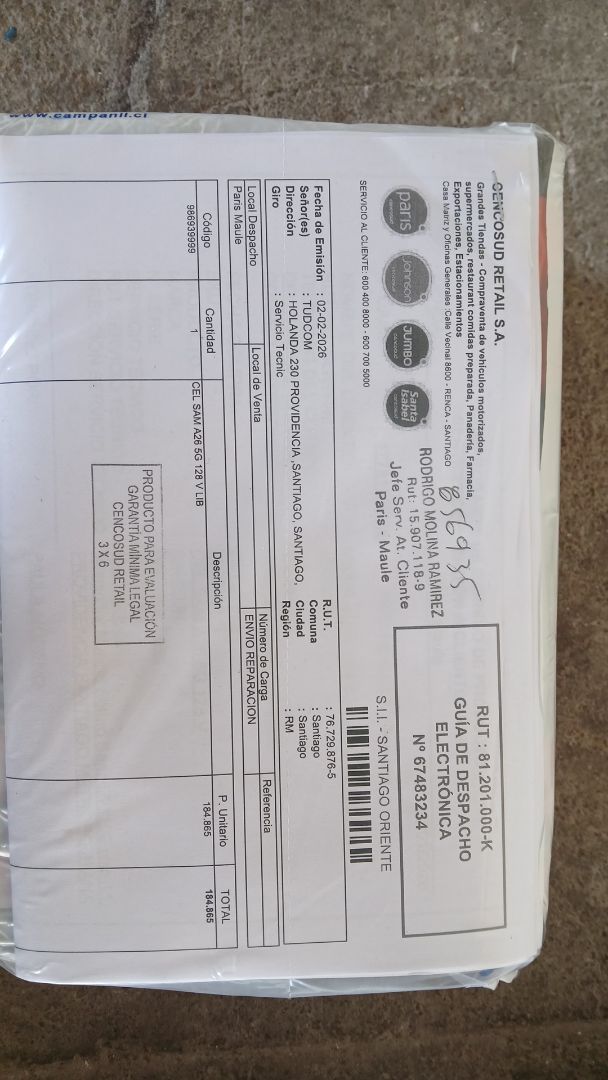 www.campanil.cl
CENCOSUD RETAIL S.A.
Grandes Tiendas - Compraventa de vehículos motorizados,
supermercados, restaurant comidas preparada, Panadería, Farmacia,
Exportaciones, Estacionamientos
Casa Matriz y Oficinas Generales :Calle Vecinal 8600 - RENCA - SANTIAGO
paris
cencosud
Johnson
cencosud
JUMBO
cencosud
Santa Isabel
cencosud
SERVICIO AL CLIENTE: 600 400 8000 - 600 700 5000
856935
RODRIGO MOLINA RAMIREZ
Rut: 15.907.118-9
Jefe Serv. At. Cliente
Paris - Maule
RUT : 81.201.000-K
GUÍA DE DESPACHO
ELECTRÓNICA
N° 67483234
S.I.I. - SANTIAGO ORIENTE
Fecha de Emisión : 02-02-2026
Señor(es) : TUDCOM
Dirección : HOLANDA 230 PROVIDENCIA ,SANTIAGO, SANTIAGO,
Giro : Servicio Tecnic
R.U.T. : 76.729.876-5
Comuna : Santiago
Ciudad : Santiago
Región : RM
Local Despacho Local de Venta Número de Carga Referencia
Paris Maule ENVIO REPARACION
Código Cantidad Descripción P. Unitario TOTAL
986939999 1 CEL SAM A26 5G 128 V LIB 184.865 184.865
PRODUCTO PARA EVALUACIÓN
GARANTIA MÍNIMA LEGAL
CENCOSUD RETAIL
3 X 6